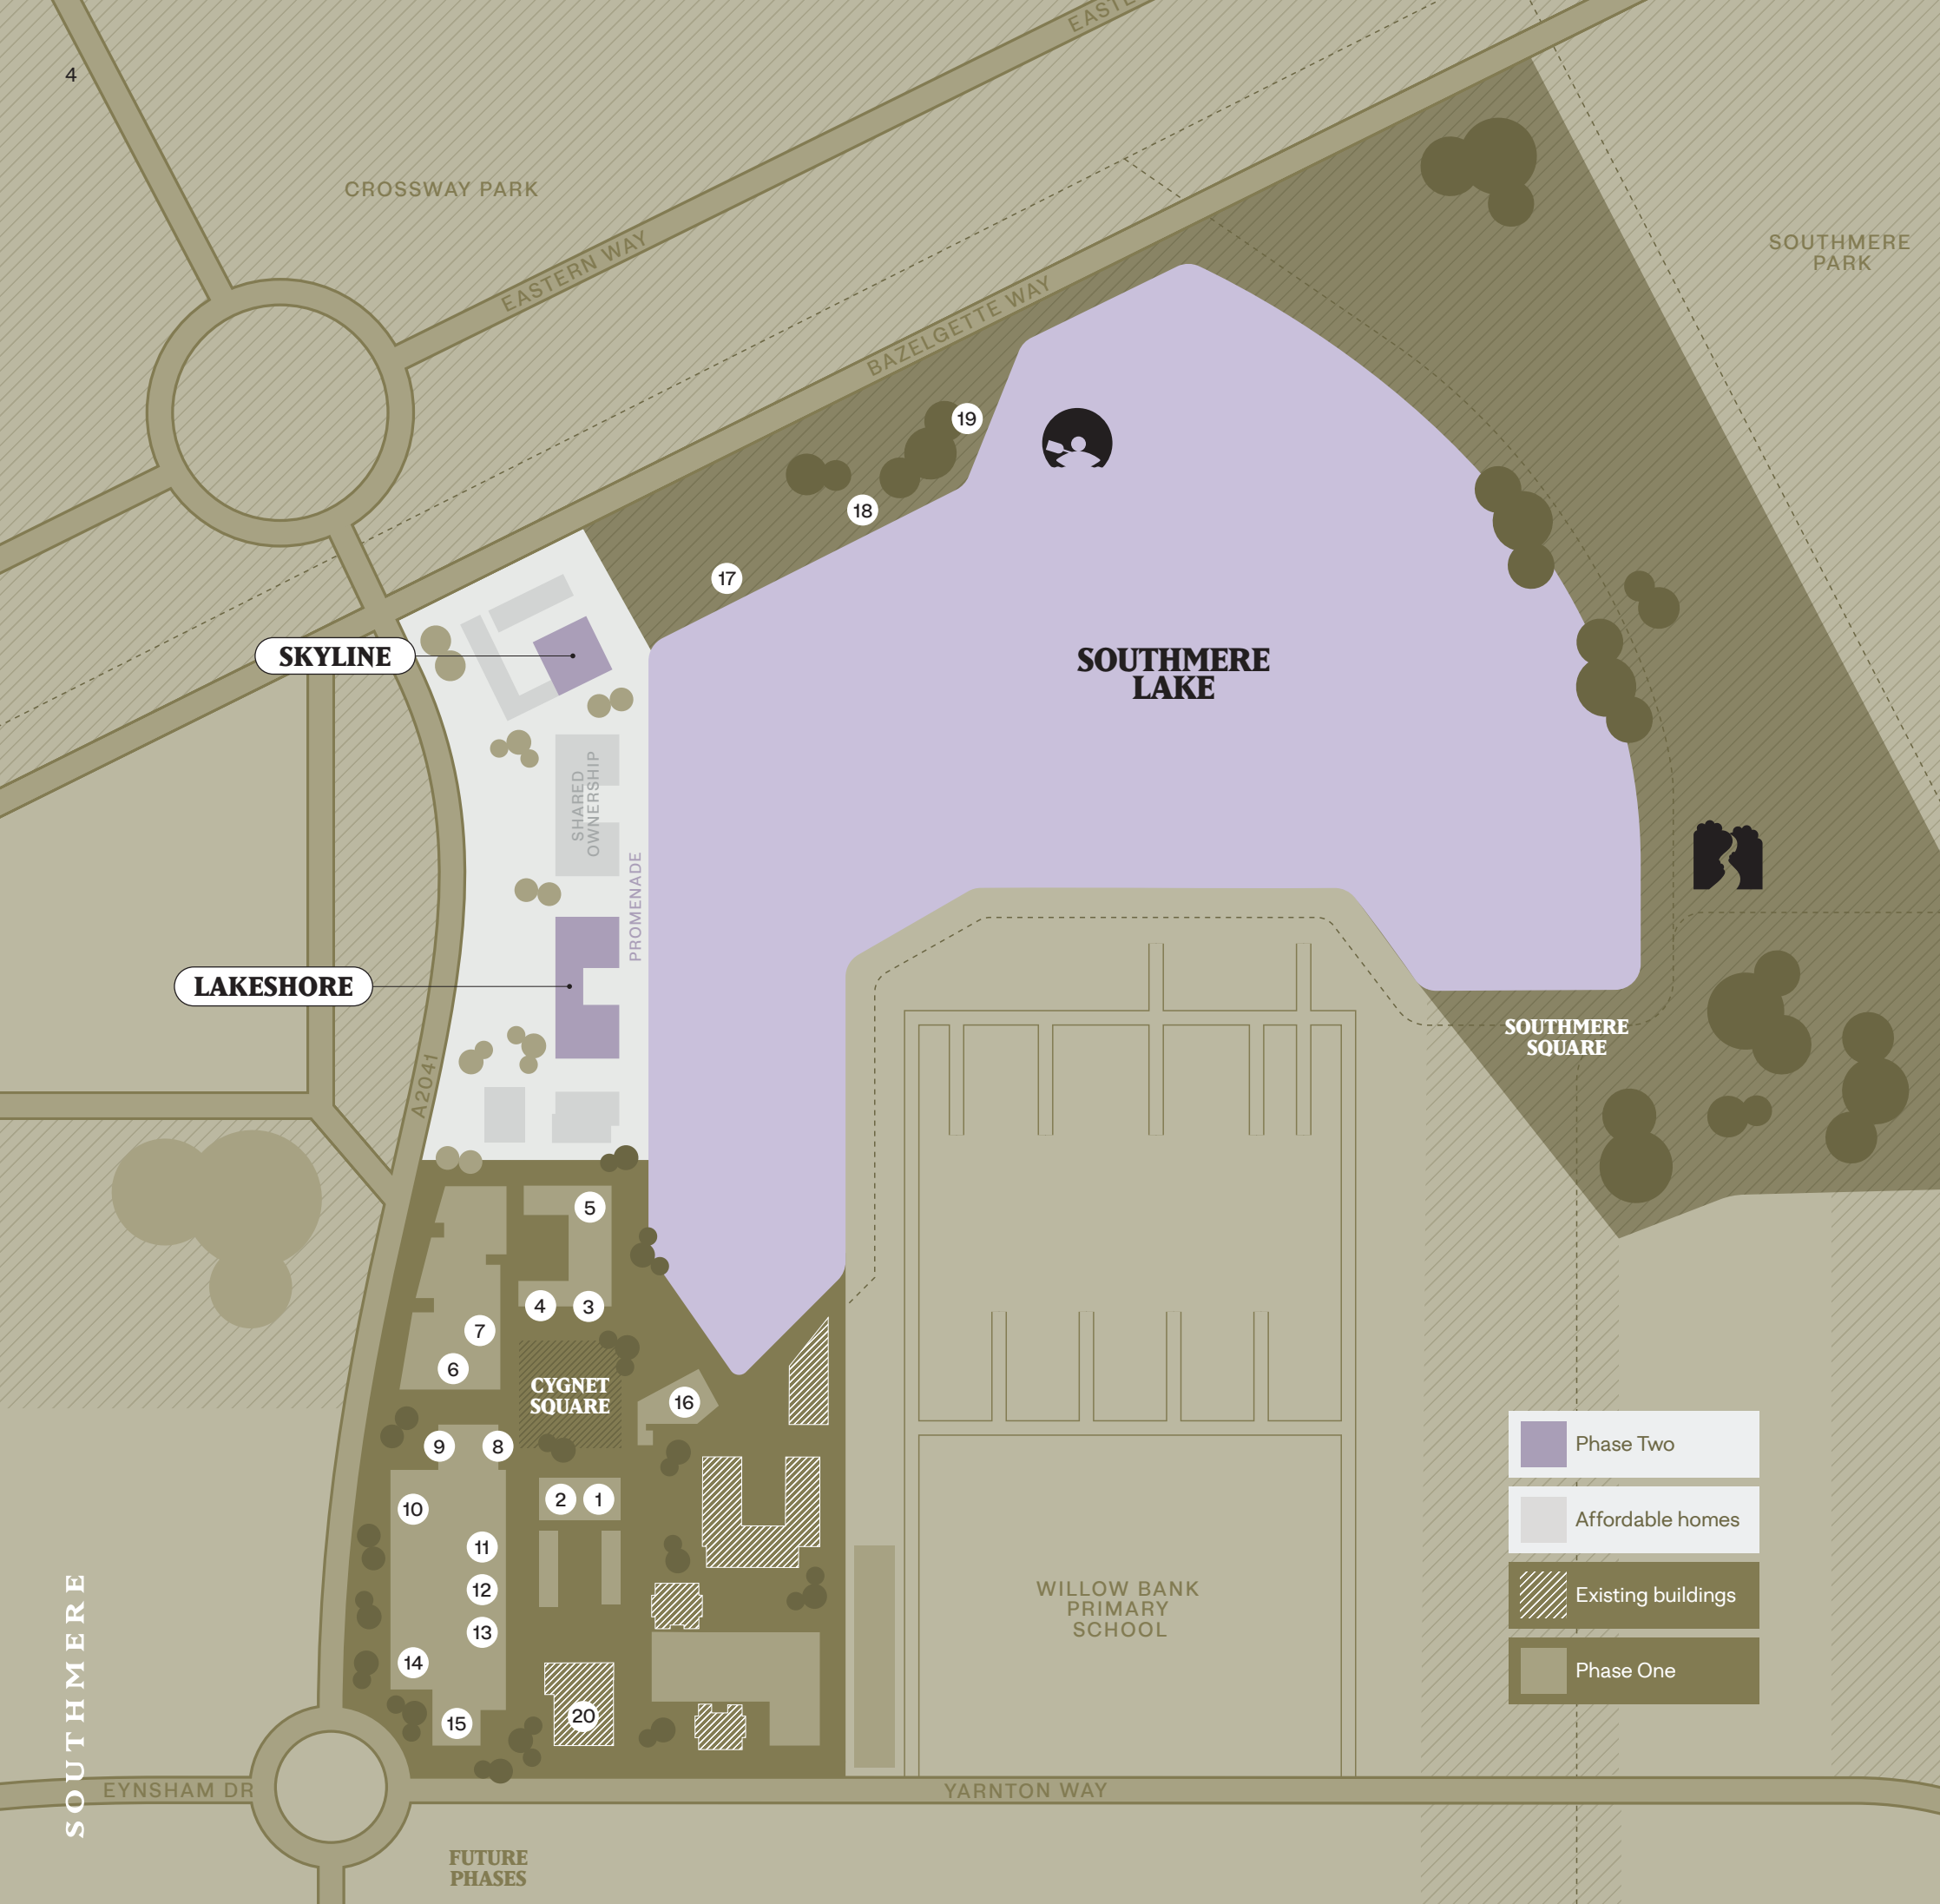 EASTE
4
CROSSWAY PARK
EASTERN WAY
SOUTHMERE
PARK
BAZELGETTE WAY
19
18
17
SKYLINE
SOUTHMERE
LAKE
SHARED
OWNERSHIP
PROMENADE
LAKESHORE
SOUTHMERE
SQUARE
A2041
5
4
3
7
6
CYGNET
SQUARE
16
9
8
Phase Two
2
1
10
Affordable homes
11
12
Existing buildings
WILLOW BANK
PRIMARY
SCHOOL
13
14
Phase One
15
20
SOUTHMERE
EYNSHAM DR
YARNTON WAY
FUTURE
PHASES